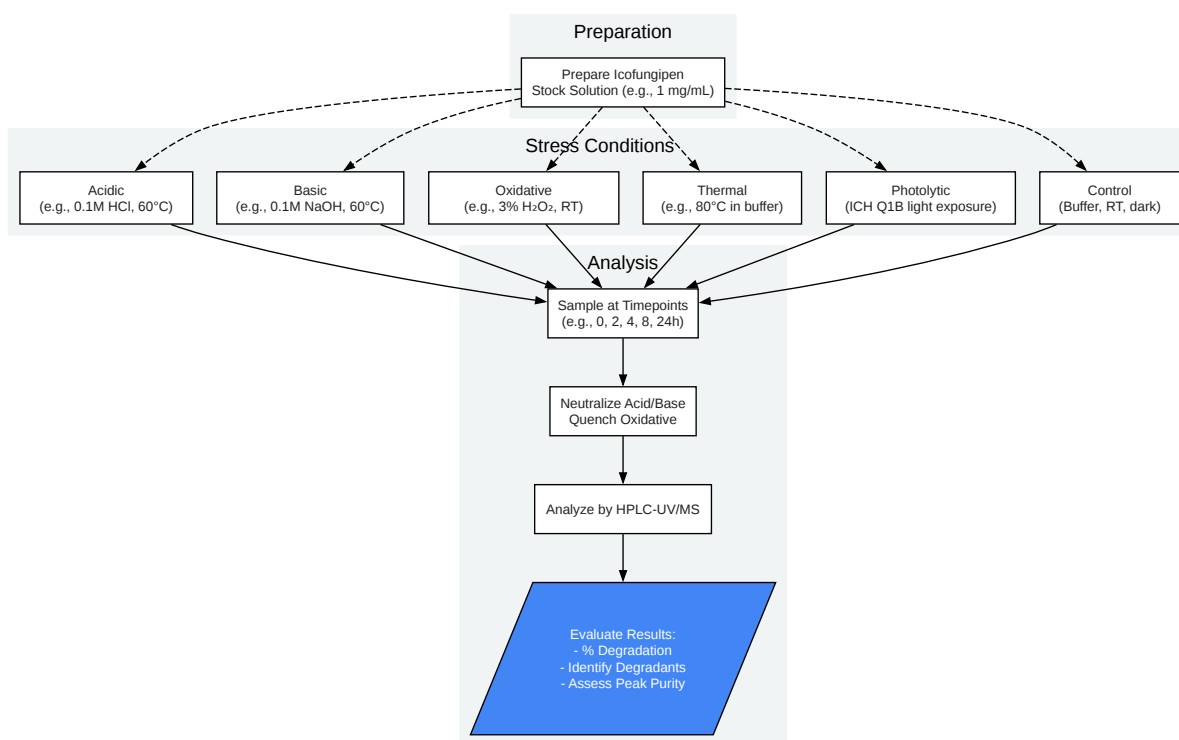 Preparation
Prepare Icofungipen
Stock Solution (e.g., 1 mg/mL)
Stress Conditions
Acidic
(e.g., 0.1M HCl, 60°C)
Basic
(e.g., 0.1M NaOH, 60°C)
Oxidative
(e.g., 3% H₂O₂, RT)
Thermal
(e.g., 80°C in buffer)
Photolytic
(ICH Q1B light exposure)
Control
(Buffer, RT, dark)
Analysis
Sample at Timepoints
(e.g., 0, 2, 4, 8, 24h)
Neutralize Acid/Base
Quench Oxidative
Analyze by HPLC-UV/MS
Evaluate Results:
- % Degradation
- Identify Degradants
- Assess Peak Purity